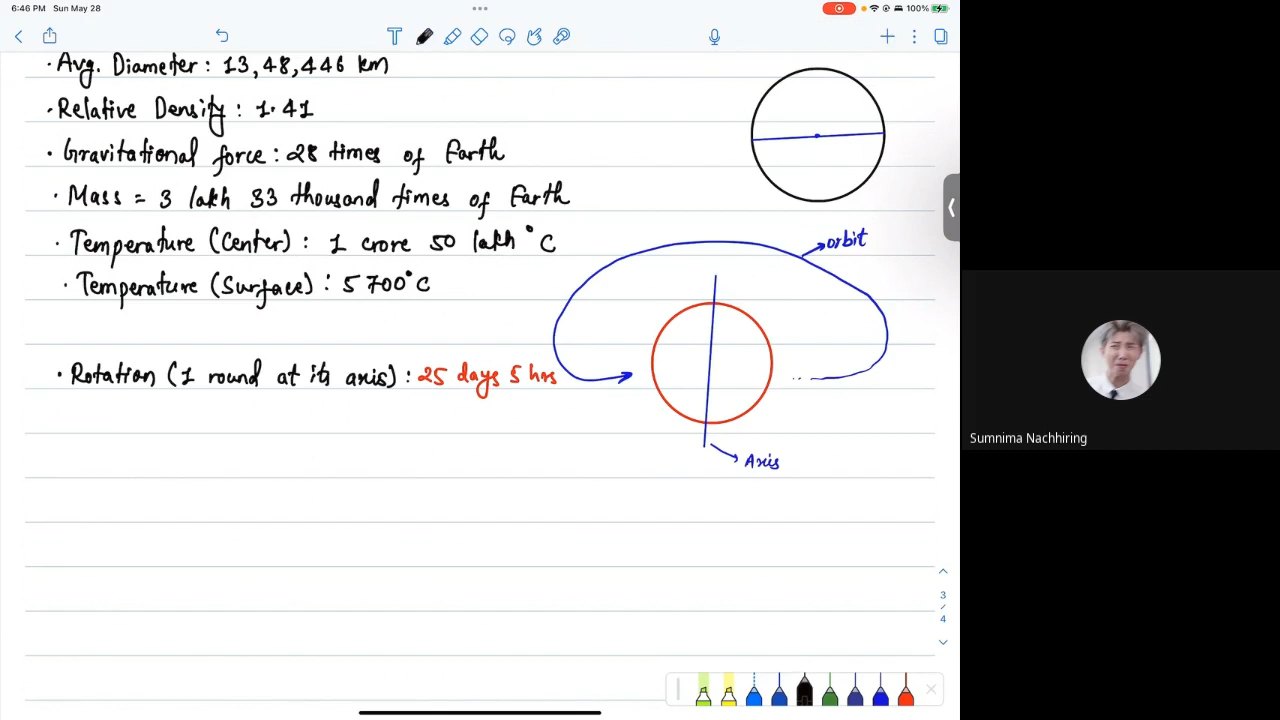 6:46 PM Sun May 28
100%
· Avg. Diameter : 13,48,446 km
· Relative Density : 1.41
· Gravitational force : 28 times of Earth
· Mass = 3 lakh 33 thousand times of Earth
· Temperature (Center) : 1 crore 50 lakh °C
· Temperature (Surface) : 5700°C
orbit
· Rotation (1 round at its axis) : 25 days 5 hrs
Axis
Sumnima Nachhiring
3
/
4